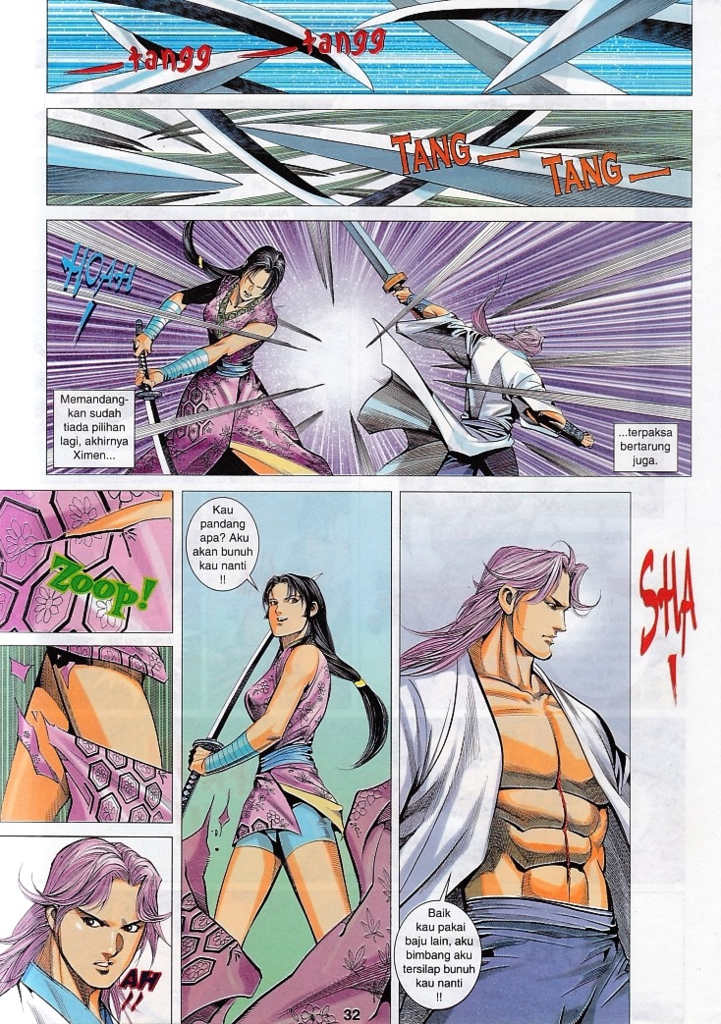 tangg
tangg
TANG
TANG
HOAH
!
Memandang-
kan sudah
tiada pilihan
lagi, akhirnya
Ximen...
...terpaksa
bertarung
juga.
Zoop!
Kau
pandang
apa? Aku
akan bunuh
kau nanti
!!
SHA
!
AH
!!
Baik
kau pakai
baju lain, aku
bimbang aku
tersilap bunuh
kau nanti
!!
32